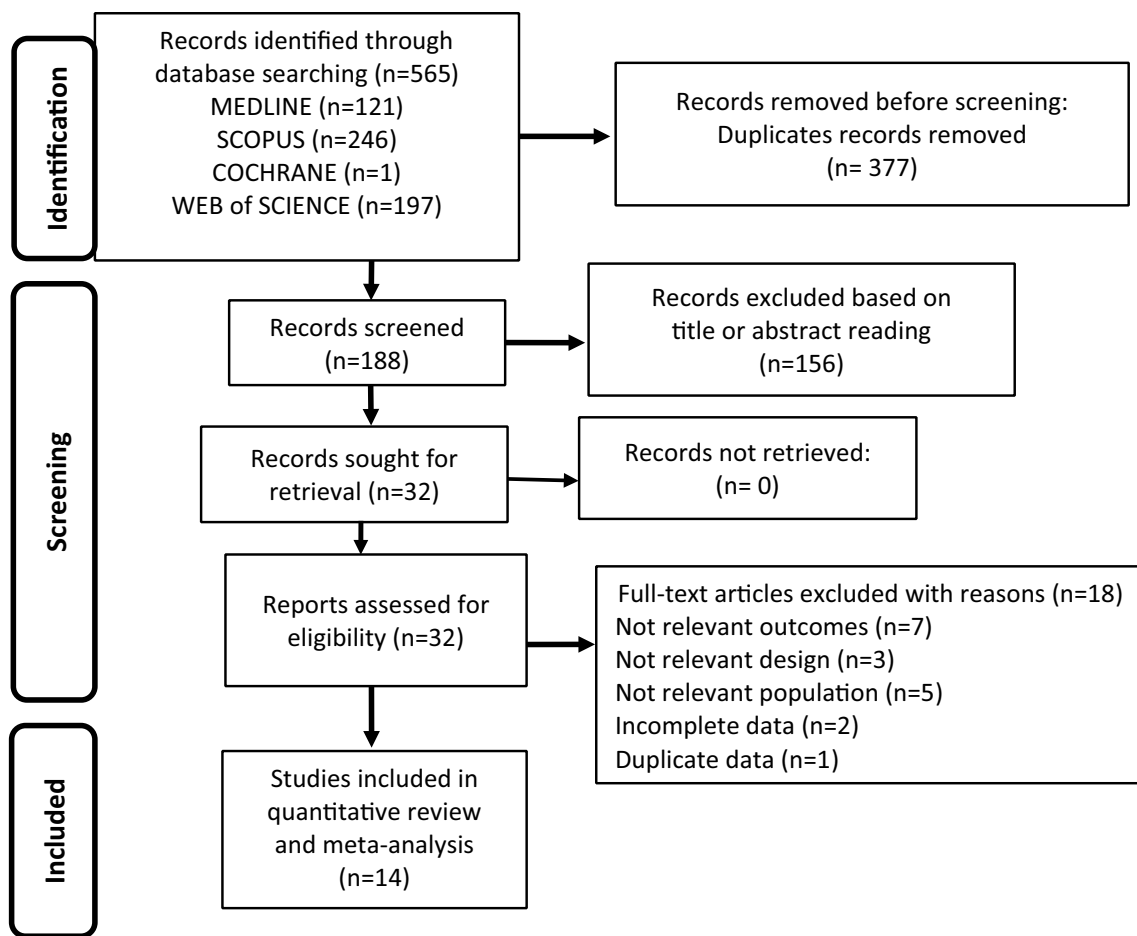 Identification
Records identified through
database searching (n=565)
MEDLINE (n=121)
SCOPUS (n=246)
COCHRANE (n=1)
WEB of SCIENCE (n=197)
Records removed before screening:
Duplicates records removed
(n= 377)
Screening
Records screened
(n=188)
Records excluded based on
title or abstract reading
(n=156)
Records sought for
retrieval (n=32)
Records not retrieved:
(n= 0)
Reports assessed for
eligibility (n=32)
Full-text articles excluded with reasons (n=18)
Not relevant outcomes (n=7)
Not relevant design (n=3)
Not relevant population (n=5)
Incomplete data (n=2)
Duplicate data (n=1)
Included
Studies included in
quantitative review
and meta-analysis
(n=14)